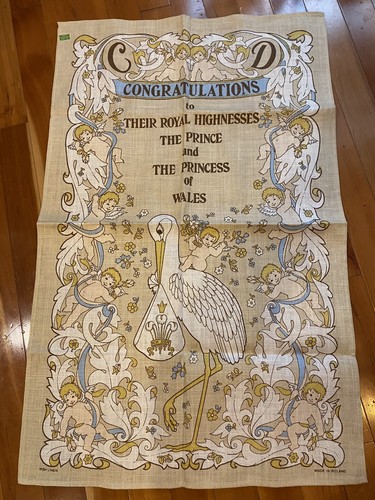 C D
CONGRATULATIONS
to
THEIR ROYAL HIGHNESSES
THE PRINCE
and
THE PRINCESS
of
WALES
MADE IN IRELAND